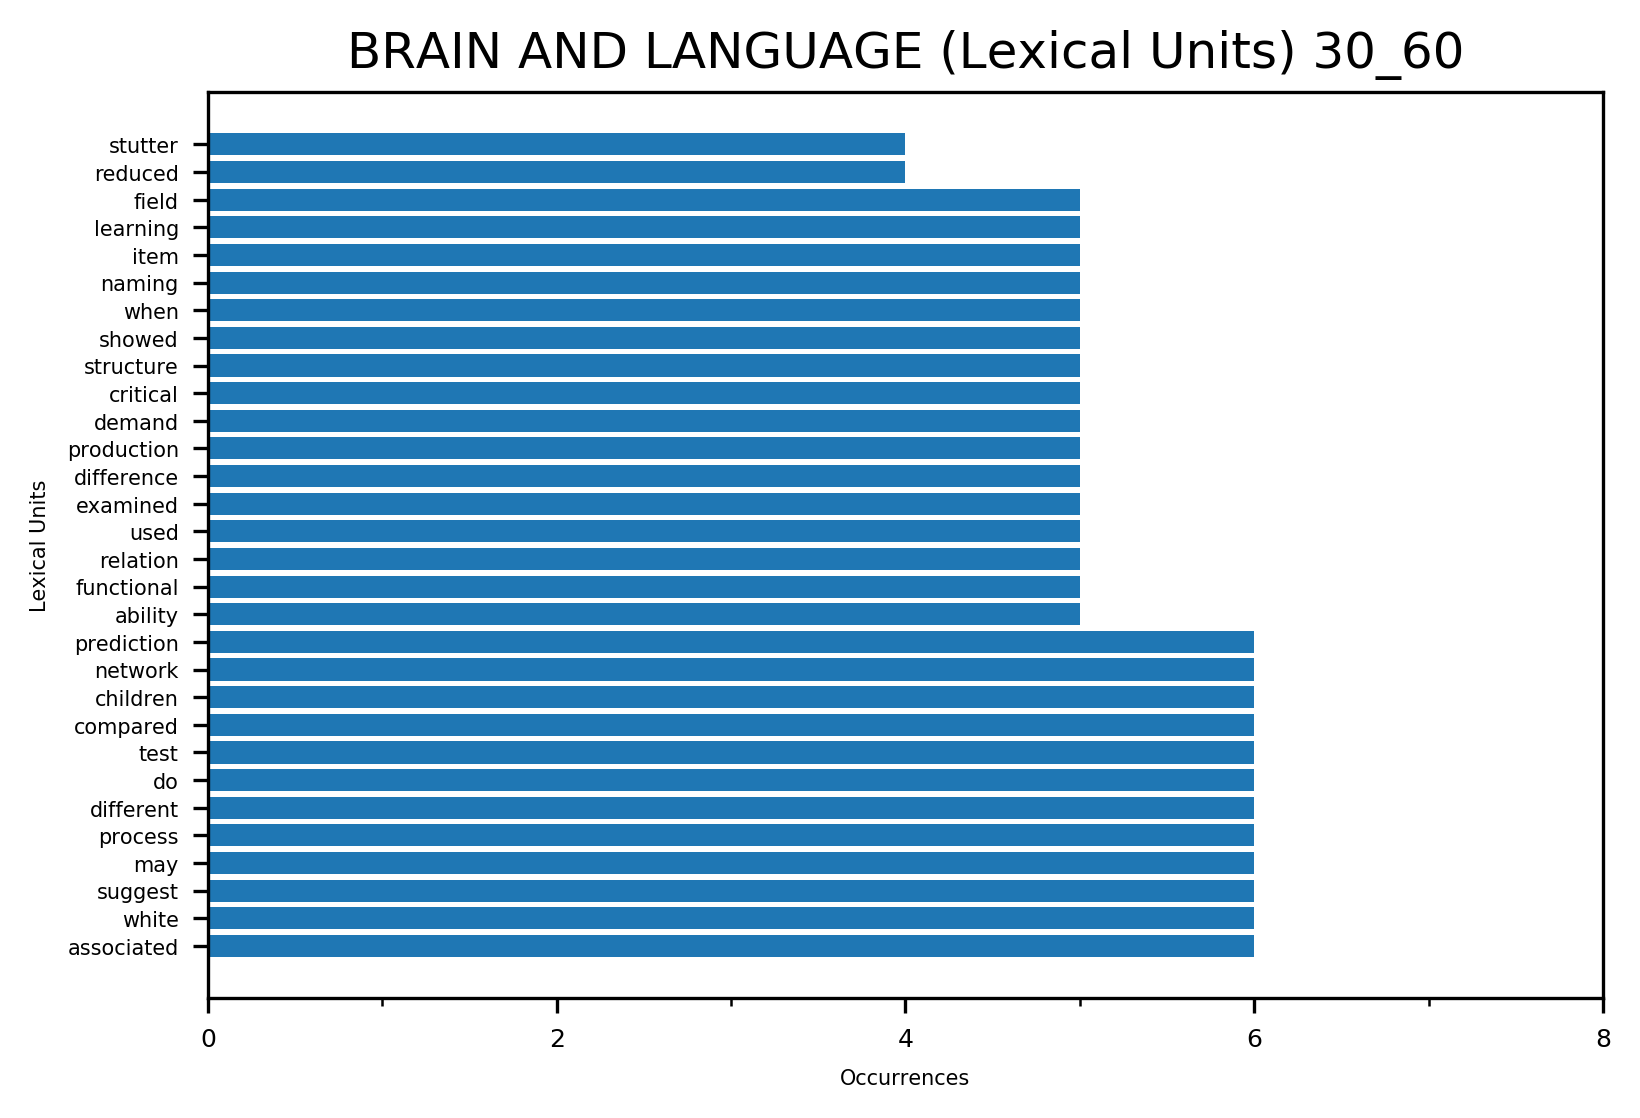 BRAIN AND LANGUAGE (Lexical Units) 30_60
stutter
reduced
field
learning
item
naming
when
showed
structure
critical
demand
production
difference
examined
used
relation
functional
ability
prediction
network
children
compared
test
do
different
process
may
suggest
white
associated
Lexical Units
0 2 4 6 8
Occurrences